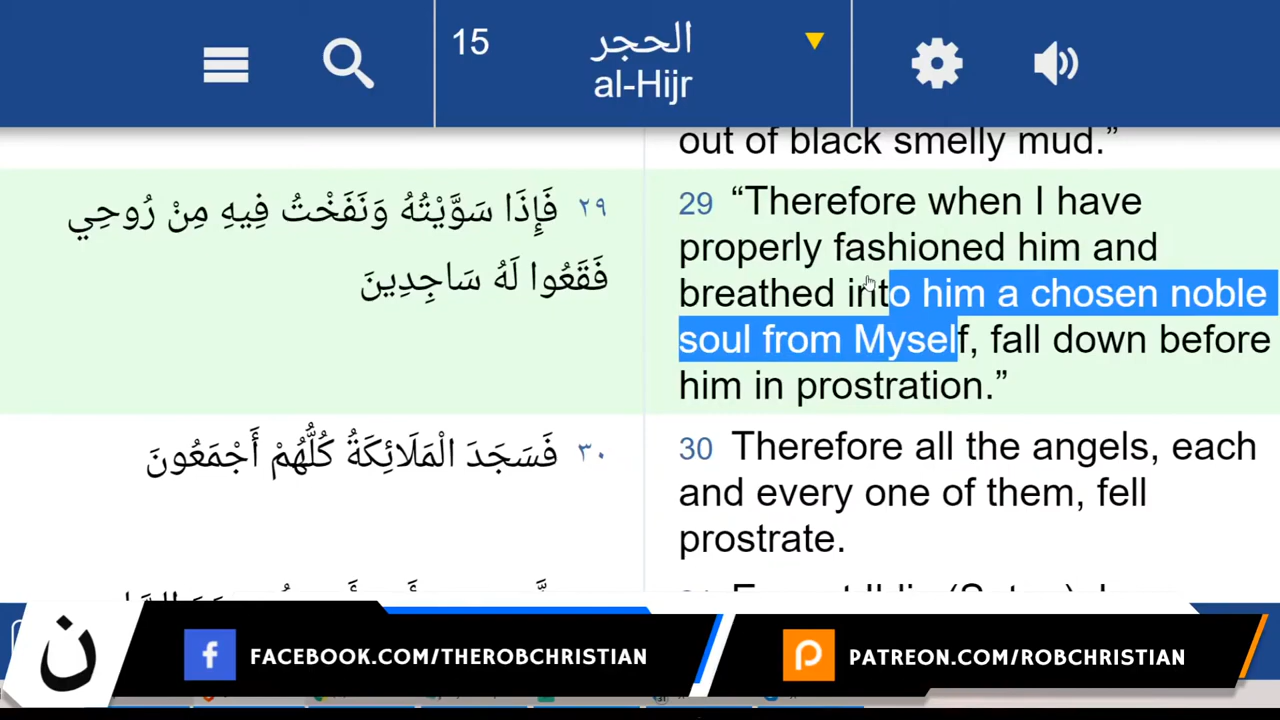 15
الحجر
al-Hijr
out of black smelly mud.”
٢٩ فَإِذَا سَوَّيْتُهُ وَنَفَخْتُ فِيهِ مِنْ رُوحِي
فَقَعُوا لَهُ سَاجِدِينَ
29 “Therefore when I have
properly fashioned him and
breathed into him a chosen noble
soul from Myself, fall down before
him in prostration.”
٣٠ فَسَجَدَ الْمَلَائِكَةُ كُلُّهُمْ أَجْمَعُونَ
30 Therefore all the angels, each
and every one of them, fell
prostrate.
ن
FACEBOOK.COM/THEROBCHRISTIAN
PATREON.COM/ROBCHRISTIAN